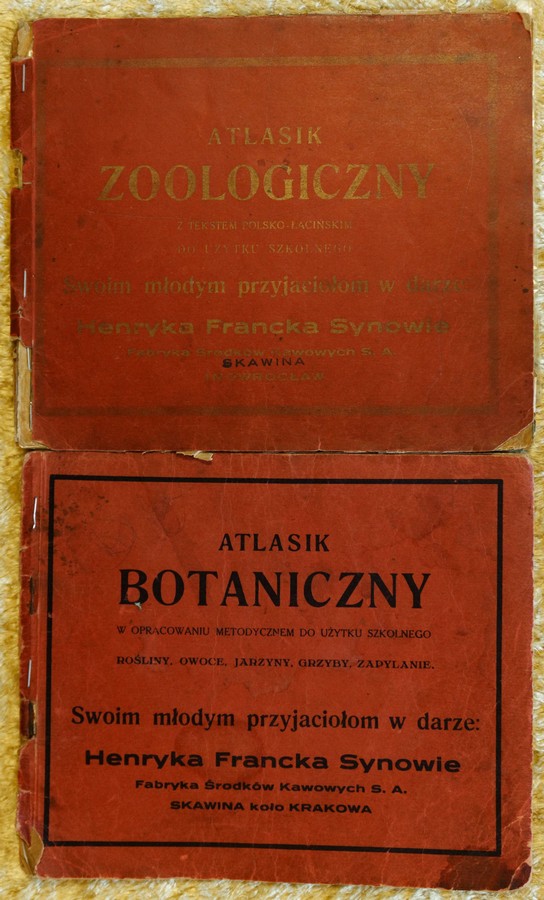 ATLASIK
ZOOLOGICZNY
Z TEKSTEM POLSKO-ŁACIŃSKIM
DO UŻYTKU SZKOLNEGO
Swoim młodym przyjaciołom w darze:
Henryka Francka Synowie
Fabryka Środków Kawowych S. A.
SKAWINA
ATLASIK
BOTANICZNY
W OPRACOWANIU METODYCZNEM DO UŻYTKU SZKOLNEGO
ROŚLINY, OWOCE, JARZYNY, GRZYBY, ZAPYLANIE.
Swoim młodym przyjaciołom w darze:
Henryka Francka Synowie
Fabryka Środków Kawowych S. A.
SKAWINA koło KRAKOWA